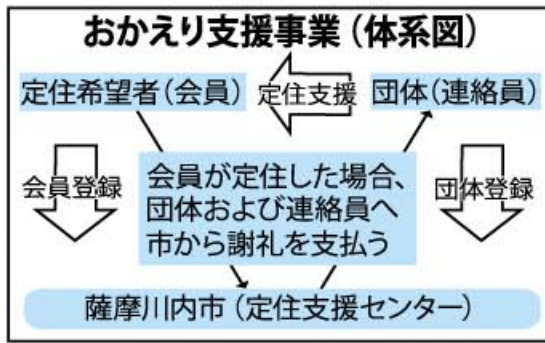 おかえり支援事業（体系図）
定住希望者（会員）
定住支援
団体（連絡員）
会員登録
会員が定住した場合、
団体および連絡員へ
市から謝礼を支払う
団体登録
薩摩川内市（定住支援センター）